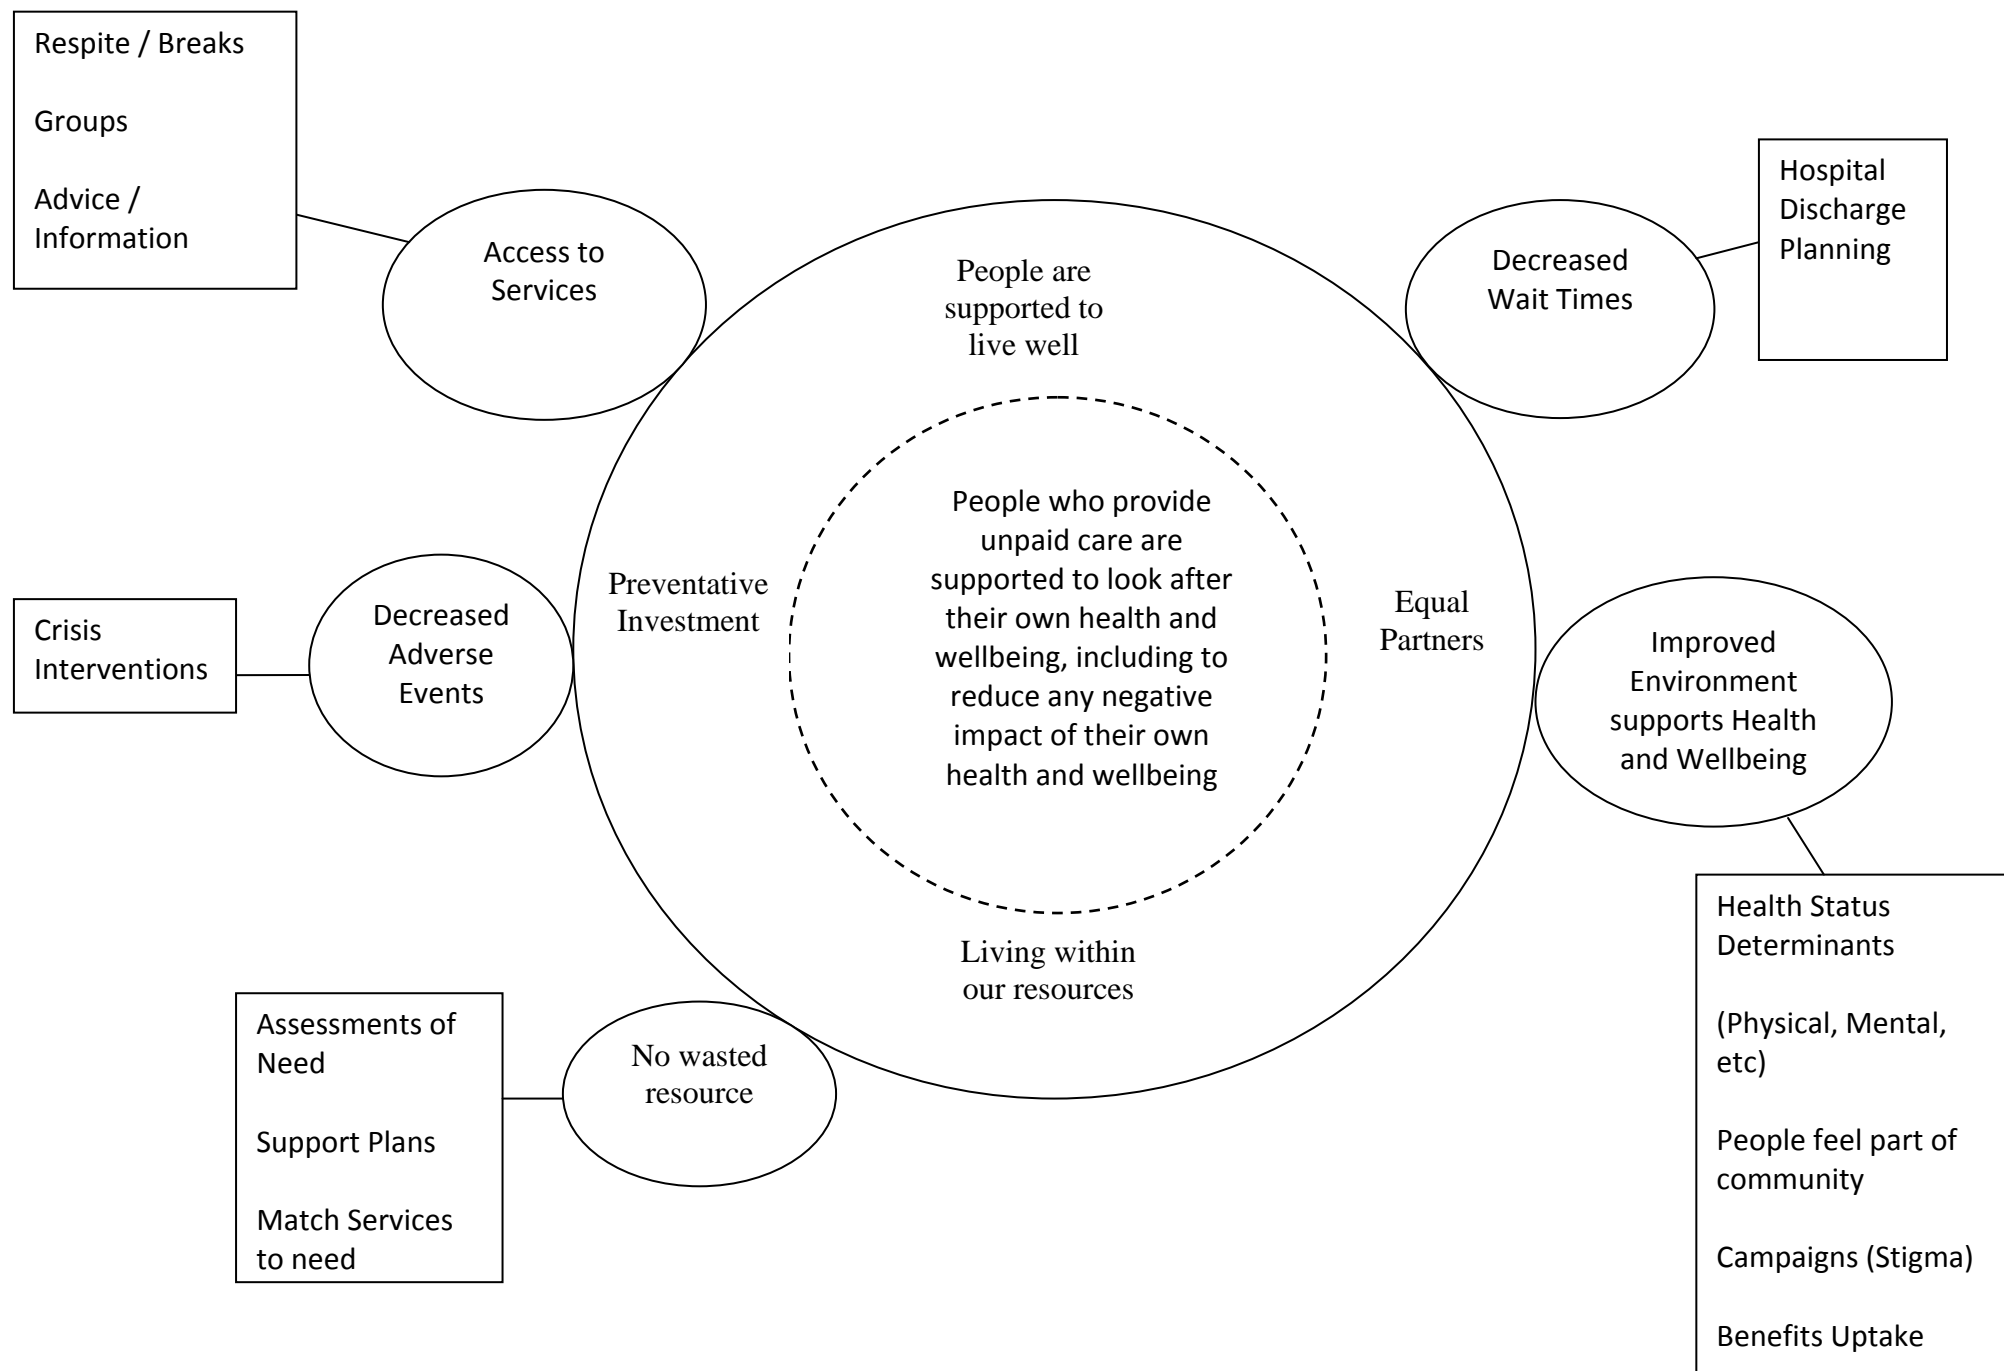 Respite / Breaks
Groups
Advice /
Information
Access to
Services
People are
supported to
live well
Decreased
Wait Times
Hospital
Discharge
Planning
Crisis
Interventions
Decreased
Adverse
Events
Preventative
Investment
People who provide
unpaid care are
supported to look after
their own health and
wellbeing, including to
reduce any negative
impact of their own
health and wellbeing
Equal
Partners
Improved
Environment
supports Health
and Wellbeing
Living within
our resources
Assessments of
Need
Support Plans
Match Services
to need
No wasted
resource
Health Status
Determinants
(Physical, Mental,
etc)
People feel part of
community
Campaigns (Stigma)
Benefits Uptake